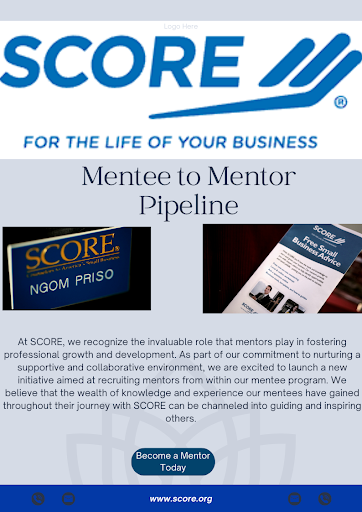 Logo Here
SCORE
®
FOR THE LIFE OF YOUR BUSINESS
Mentee to Mentor
Pipeline
SCORE®
Counselors to America's Small Business
NGOM PRISO
SCORE
Free Small
Business Advice
At SCORE, we recognize the invaluable role that mentors play in fostering
professional growth and development. As part of our commitment to nurturing a
supportive and collaborative environment, we are excited to launch a new
initiative aimed at recruiting mentors from within our mentee program. We
believe that the wealth of knowledge and experience our mentees have gained
throughout their journey with SCORE can be channeled into guiding and inspiring
others.
Become a Mentor
Today
www.score.org